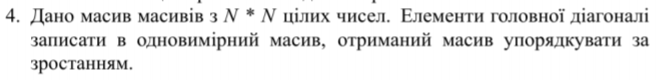 4. Дано масив масивів з N * N цілих чисел. Елементи головної діагоналі
записати в одновимірний масив, отриманий масив упорядкувати за
зростанням.